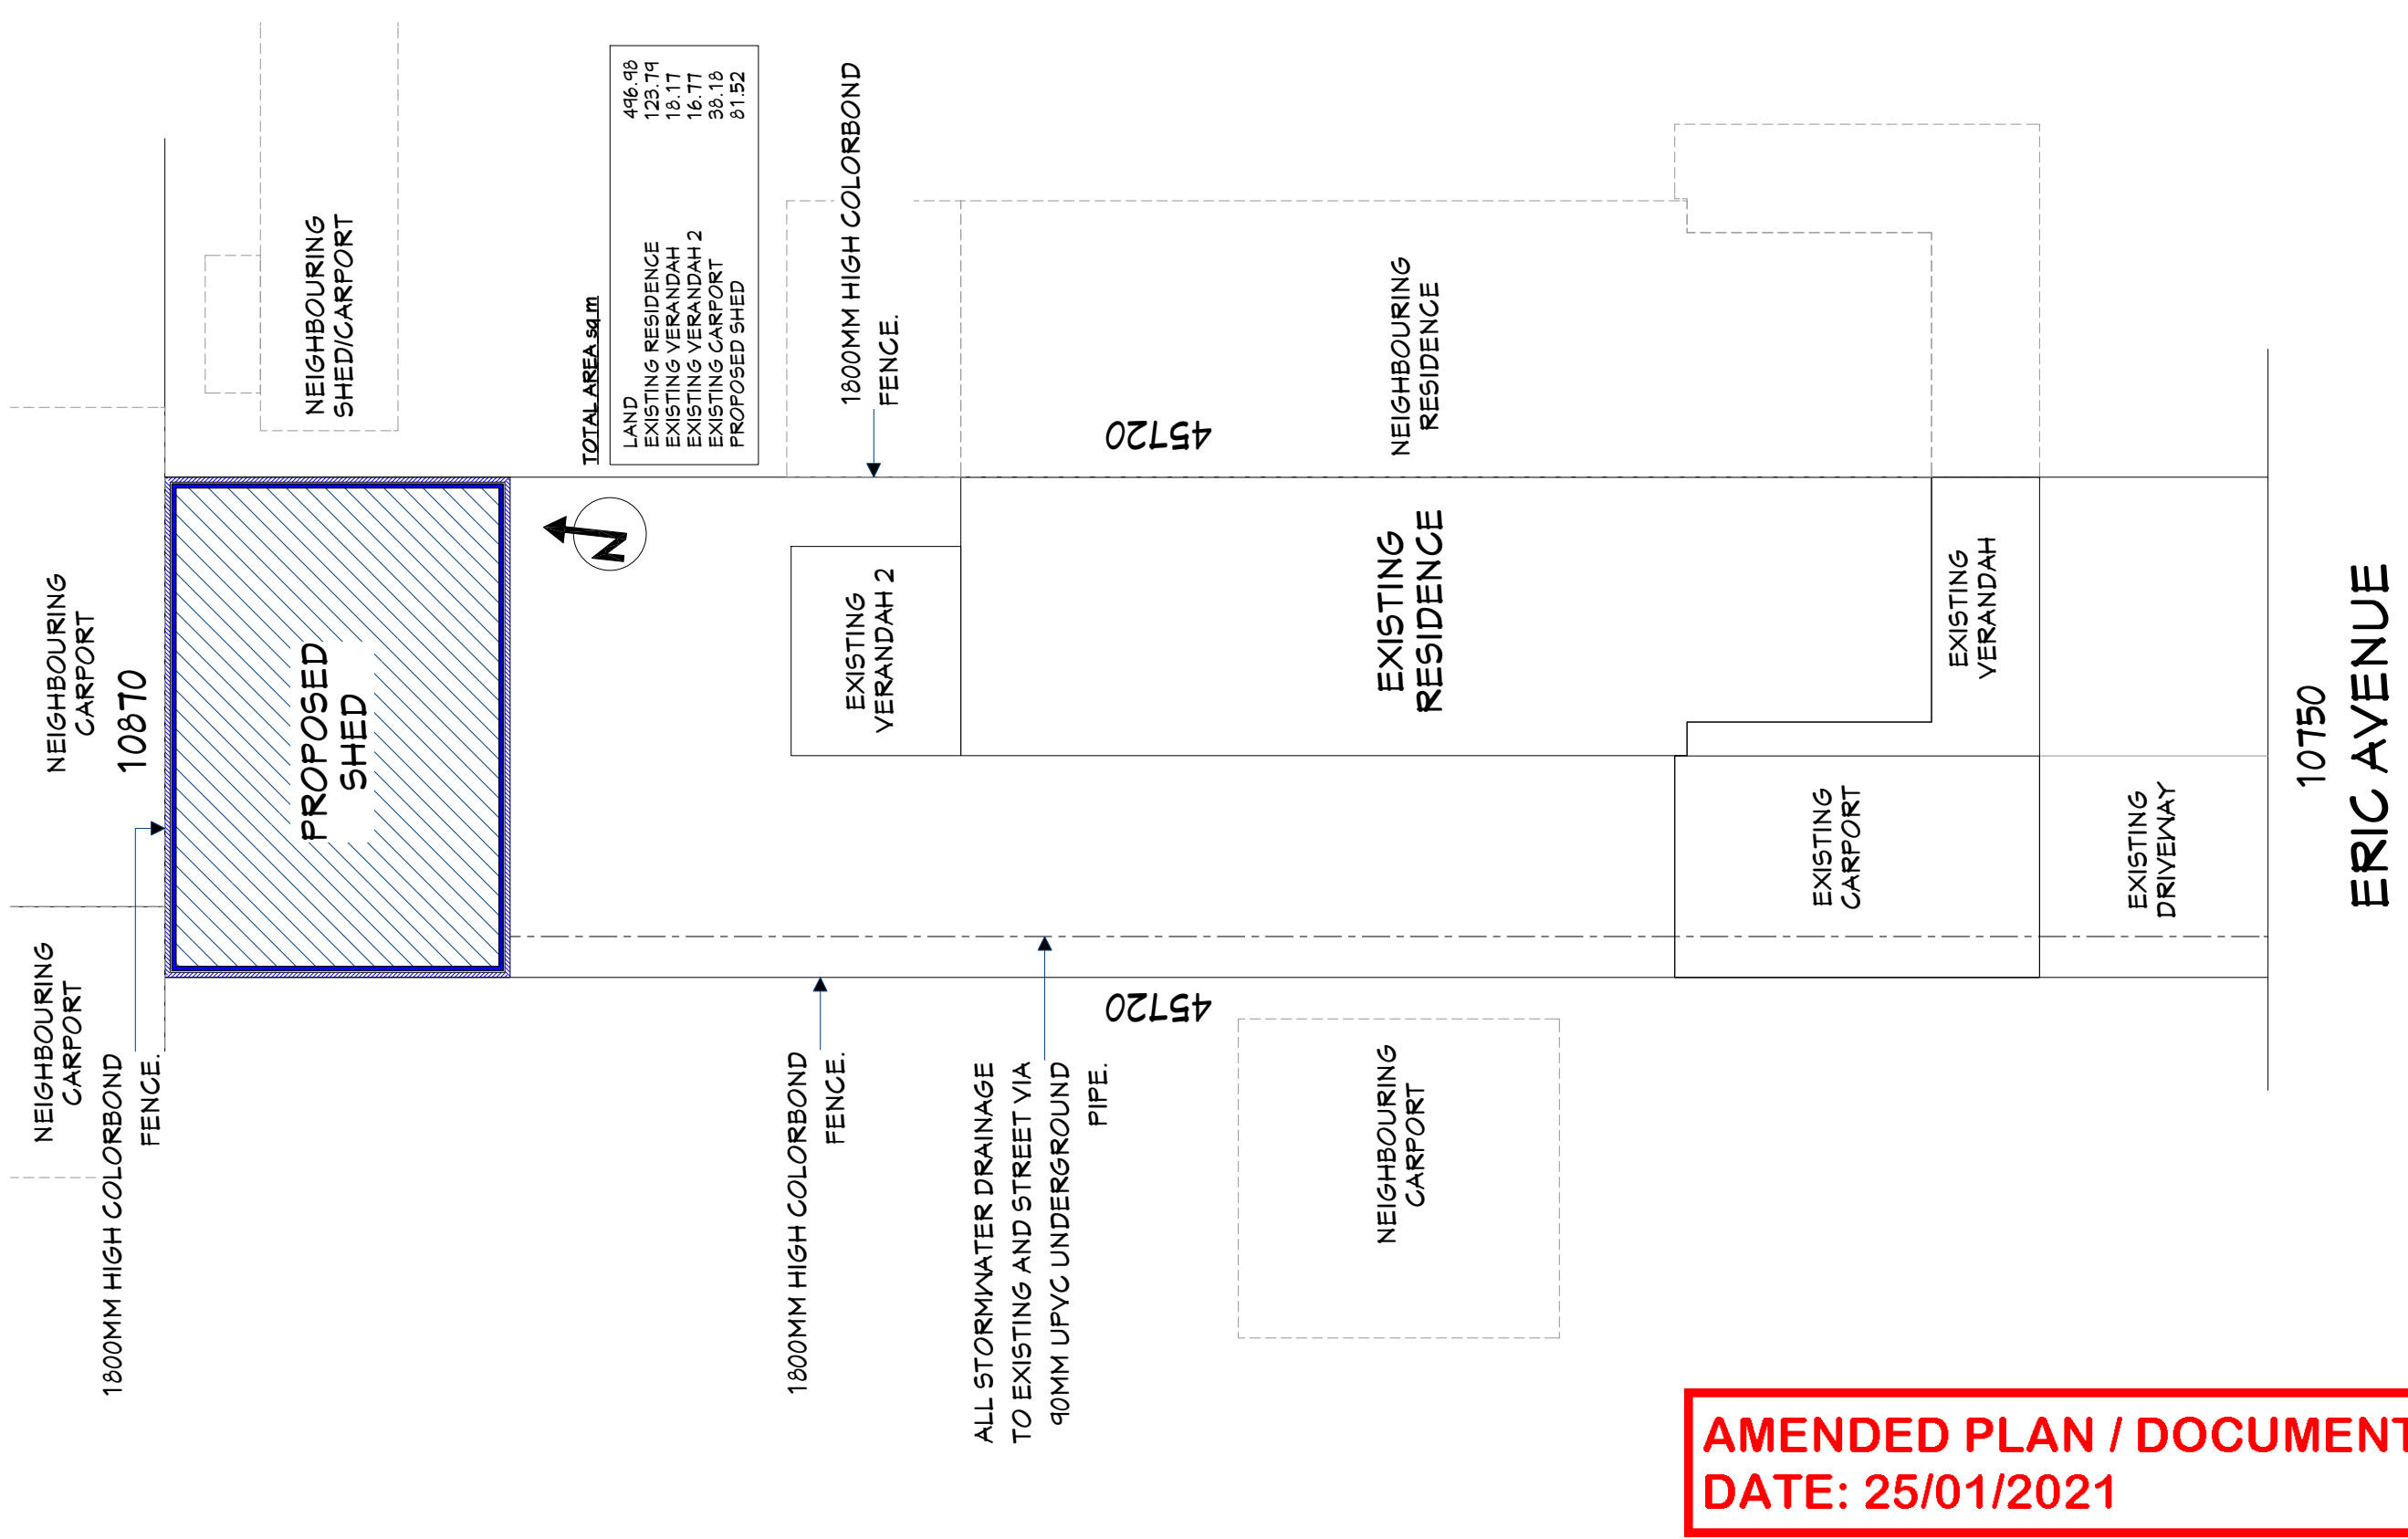 NEIGHBOURING
CARPORT
1800MM HIGH COLORBOND
FENCE.
NEIGHBOURING
CARPORT
10870
PROPOSED
SHED
NEIGHBOURING
SHED/CARPORT
N
TOTAL AREA sq m
LAND 496.98
EXISTING RESIDENCE 123.79
EXISTING VERANDAH 18.17
EXISTING VERANDAH 2 16.77
EXISTING CARPORT 38.18
PROPOSED SHED 81.52
1800MM HIGH COLORBOND
FENCE.
EXISTING
VERANDAH 2
1800MM HIGH COLORBOND
FENCE.
ALL STORMWATER DRAINAGE
TO EXISTING AND STREET VIA
90MM UPVC UNDERGROUND
PIPE.
45720
45720
NEIGHBOURING
CARPORT
EXISTING
RESIDENCE
NEIGHBOURING
RESIDENCE
EXISTING
CARPORT
EXISTING
VERANDAH
EXISTING
DRIVEWAY
10750
ERIC AVENUE
AMENDED PLAN / DOCUMENT
DATE: 25/01/2021